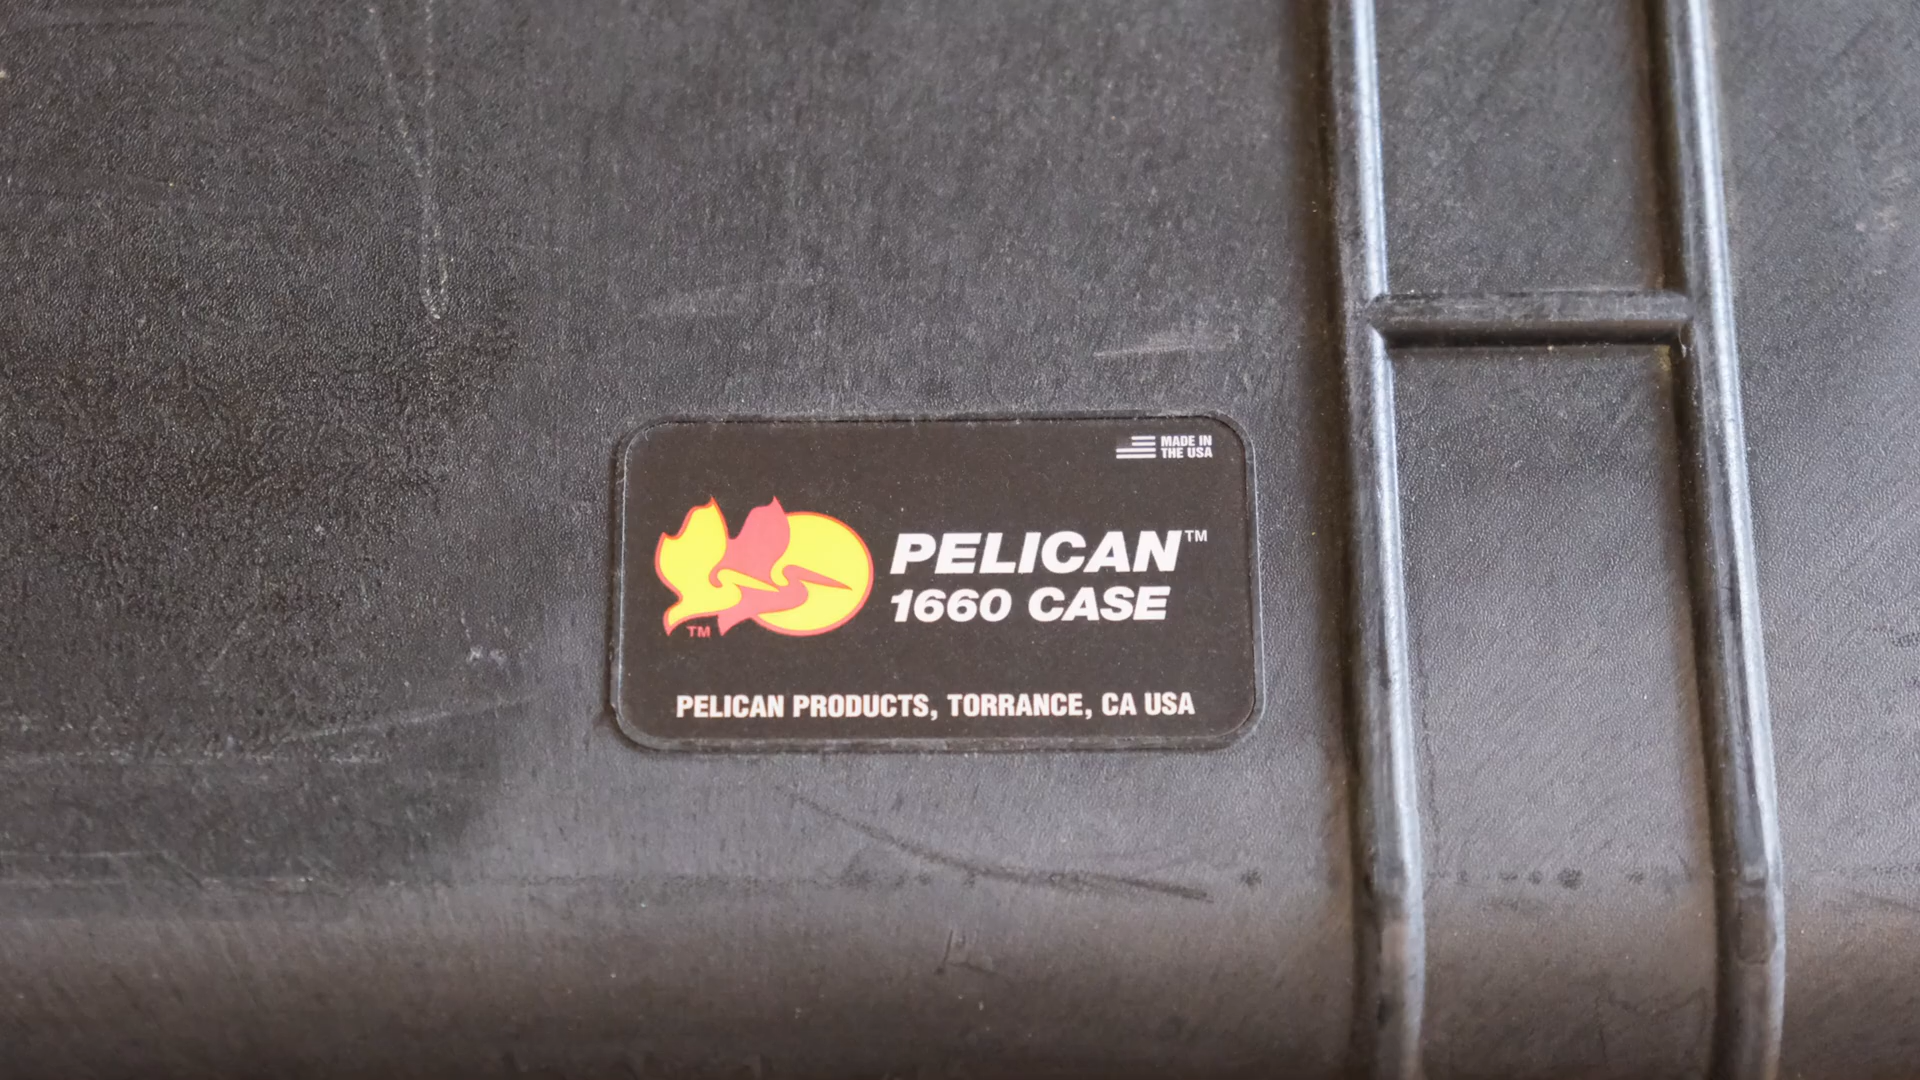 MADE IN
THE USA
PELICAN™
1660 CASE
TM
PELICAN PRODUCTS, TORRANCE, CA USA